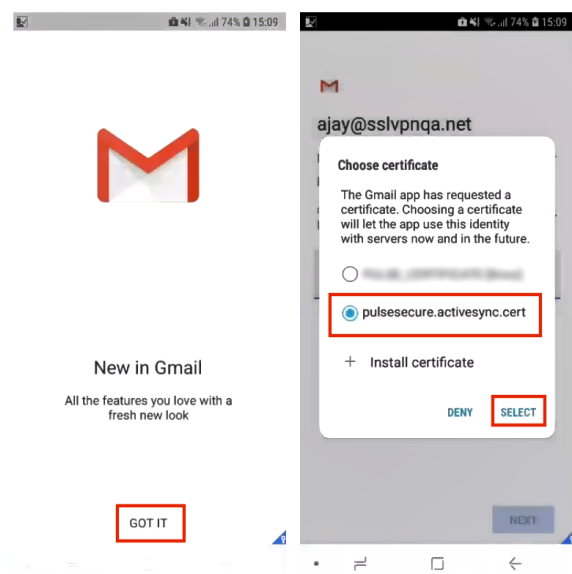 74% 15:09
New in Gmail
All the features you love with a
fresh new look
GOT IT
74% 15:09
ajay@sslvpnqa.net
Choose certificate
The Gmail app has requested a
certificate. Choosing a certificate
will let the app use this identity
with servers now and in the future.
pulsesecure.activesync.cert
+ Install certificate
DENY SELECT
NEXT